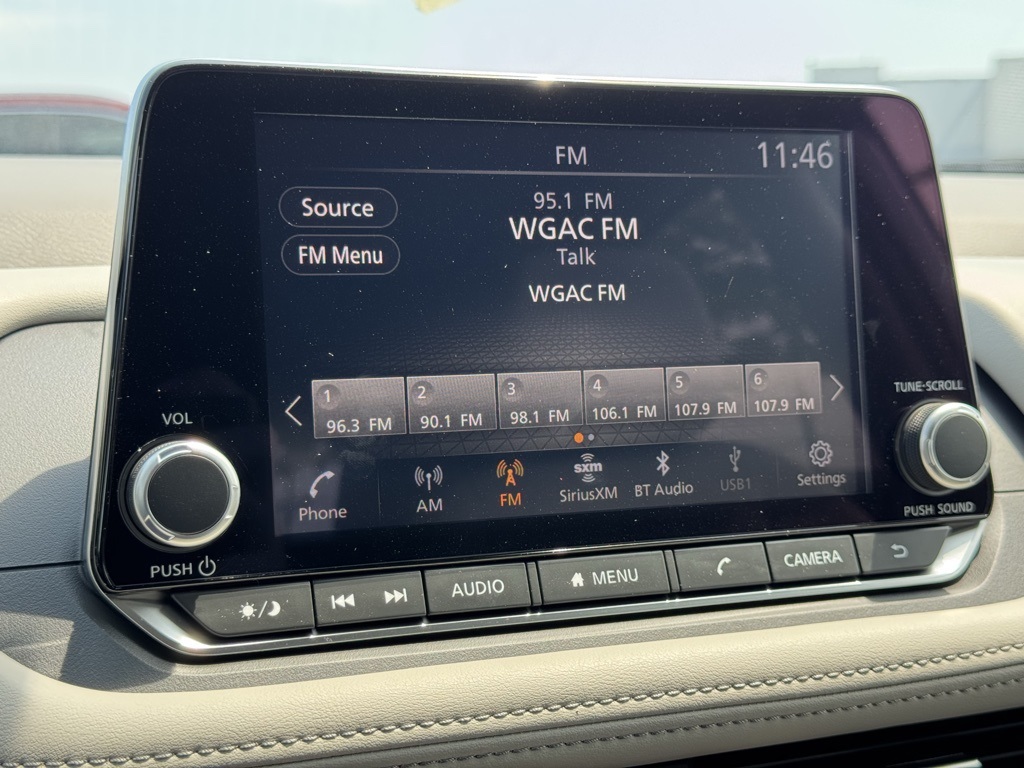 FM
11:46
Source
95.1 FM
WGAC FM
FM Menu
Talk
WGAC FM
1
96.3 FM
2
90.1 FM
3
98.1 FM
4
106.1 FM
5
107.9 FM
6
107.9 FM
Phone
AM
FM
sxm
SiriusXM
BT Audio
USB1
Settings
VOL
PUSH
TUNE·SCROLL
PUSH SOUND
AUDIO
MENU
CAMERA